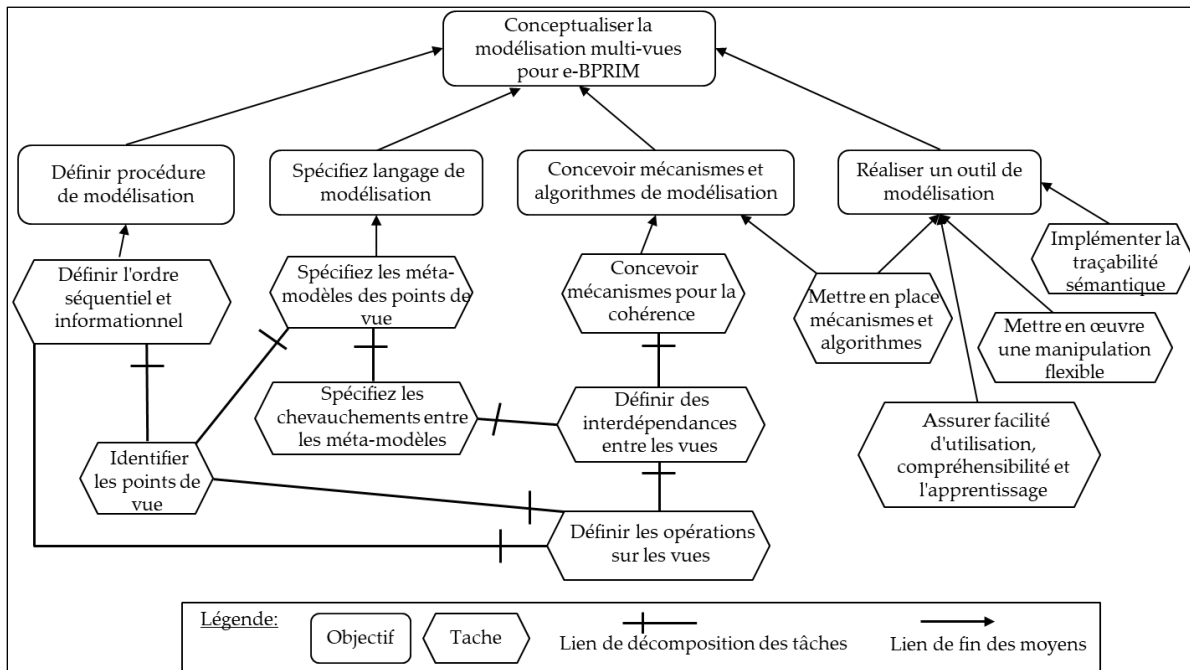 Conceptualiser la
modélisation multi-vues
pour e-BPRIM
Définir procédure
de modélisation
Spécifiez langage de
modélisation
Concevoir mécanismes et
algorithmes de modélisation
Réaliser un outil de
modélisation
Définir l'ordre
séquentiel et
informationnel
Spécifiez les méta-
modèles des points de
vue
Concevoir
mécanismes pour la
cohérence
Mettre en place
mécanismes et
algorithmes
Implémenter la
traçabilité
sémantique
Mettre en œuvre
une manipulation
flexible
Identifier
les points de
vue
Spécifiez les
chevauchements entre
les méta-modèles
Définir des
interdépendances
entre les vues
Assurer facilité
d'utilisation,
compréhensibilité et
l'apprentissage
Définir les opérations
sur les vues
Légende:
Objectif
Tache
Lien de décomposition des tâches
Lien de fin des moyens